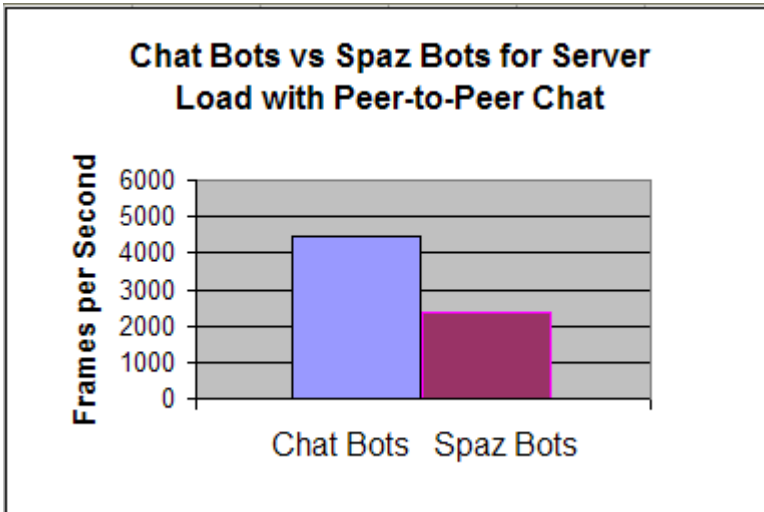 Chat Bots vs Spaz Bots for Server
Load with Peer-to-Peer Chat
Frames per Second
6000
5000
4000
3000
2000
1000
0
Chat Bots Spaz Bots